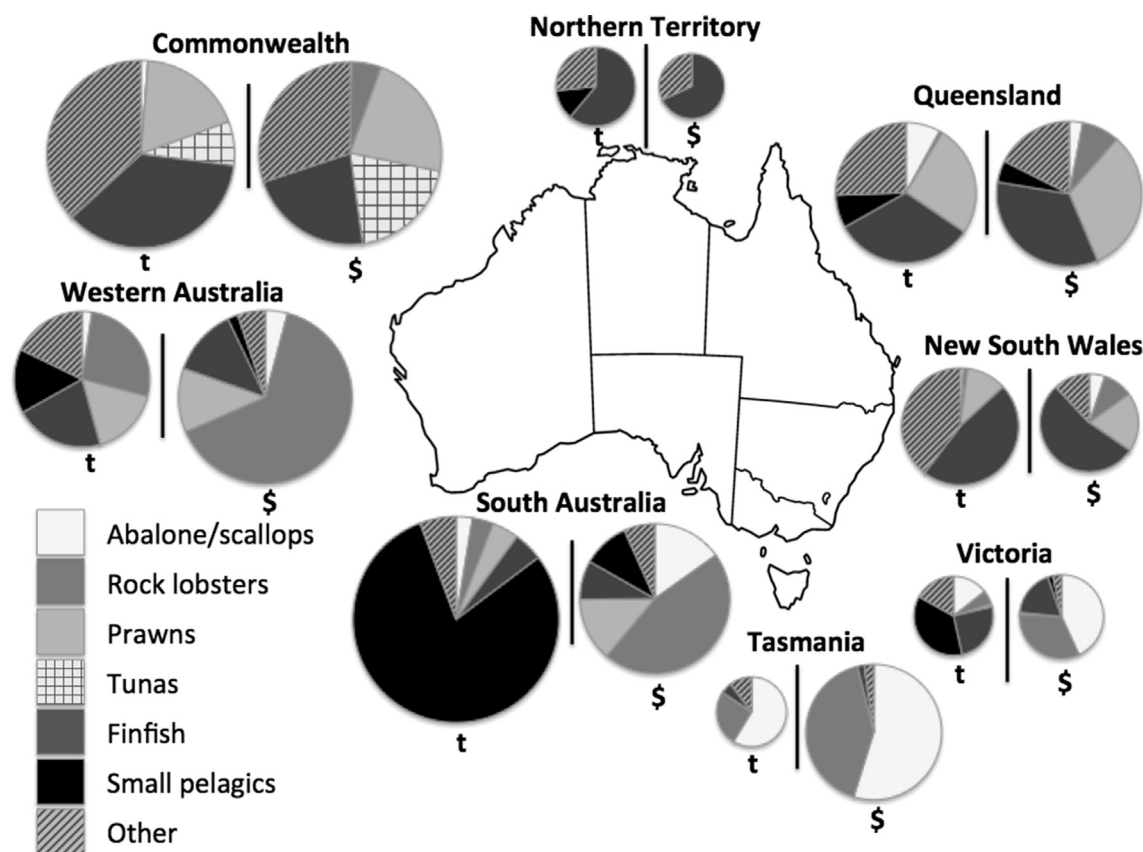 Northern Territory
Commonwealth
t
$
Queensland
t
$
t
$
Western Australia
t
$
New South Wales
t
$
South Australia
t
$
Victoria
t
$
Tasmania
t
$
Abalone/scallops
Rock lobsters
Prawns
Tunas
Finfish
Small pelagics
Other